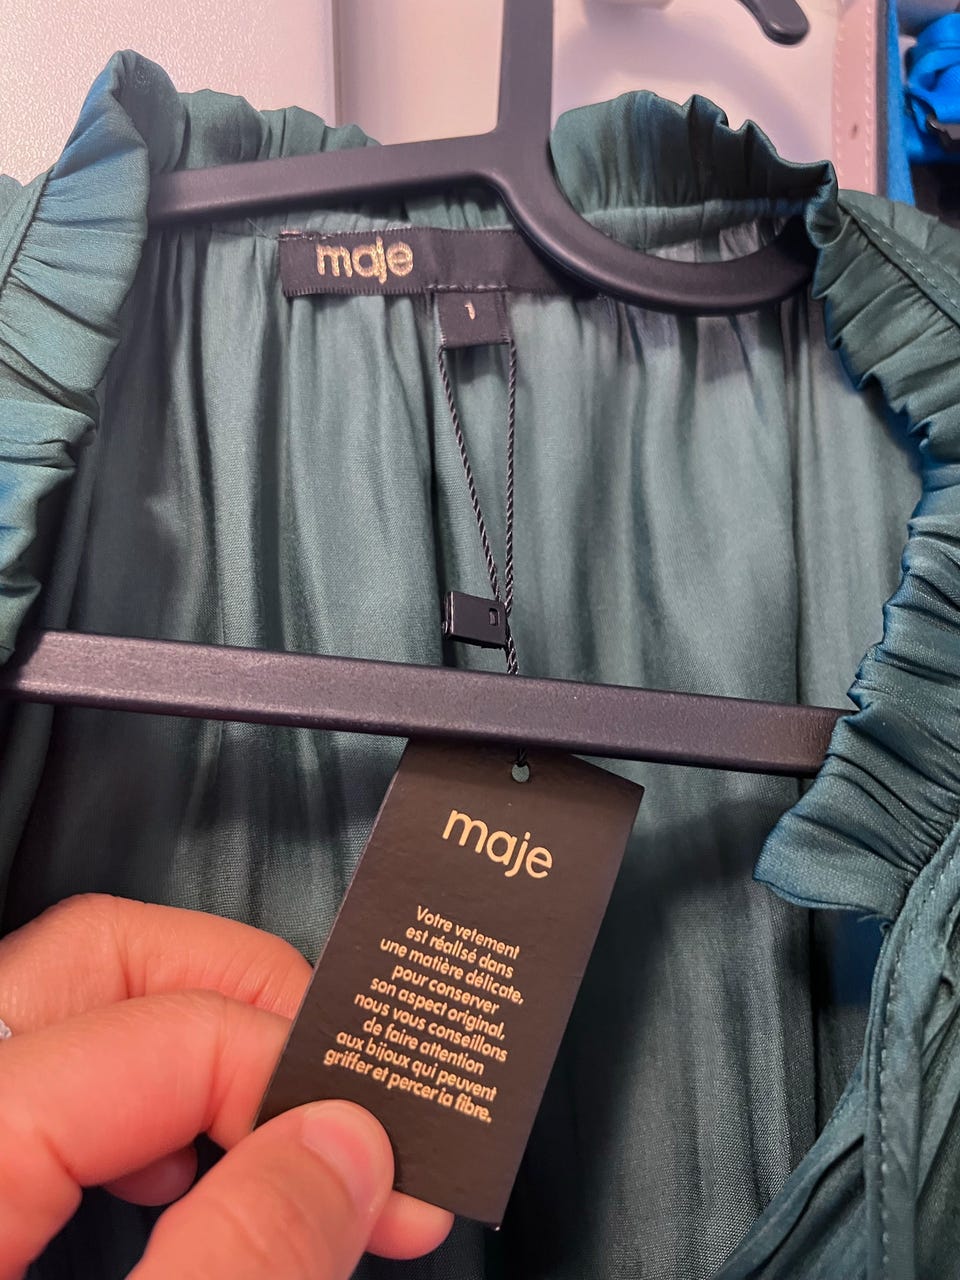 maje
1
maje
Votre vetement
est réalisé dans
une matière délicate,
pour conserver
son aspect original,
nous vous conseillons
de faire attention
aux bijoux qui peuvent
griffer et percer la fibre.